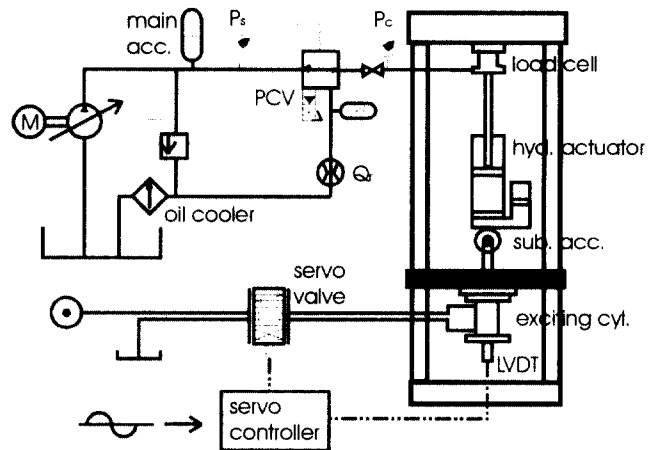 main
acc.
Ps
Pc
load cell
PCV
M
hyd. actuator
Qr
oil cooler
sub. acc.
servo
valve
exciting cyt.
LVDT
servo
controller